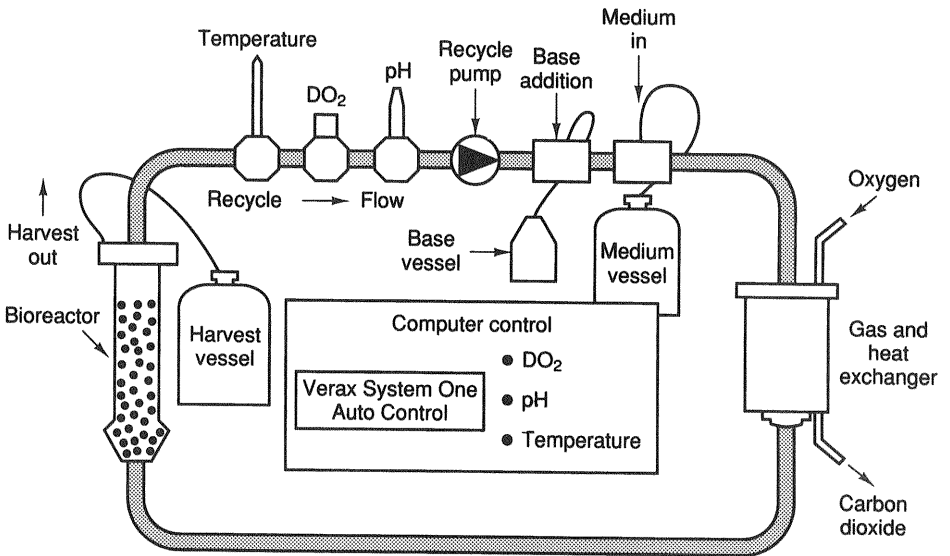 Temperature
DO₂
pH
Recycle
pump
Base
addition
Medium
in
Recycle → Flow
Harvest
out
Oxygen
Base
vessel
Medium
vessel
Bioreactor
Harvest
vessel
Computer control
Verax System One
Auto Control
DO₂
pH
Temperature
Gas and
heat
exchanger
Carbon
dioxide